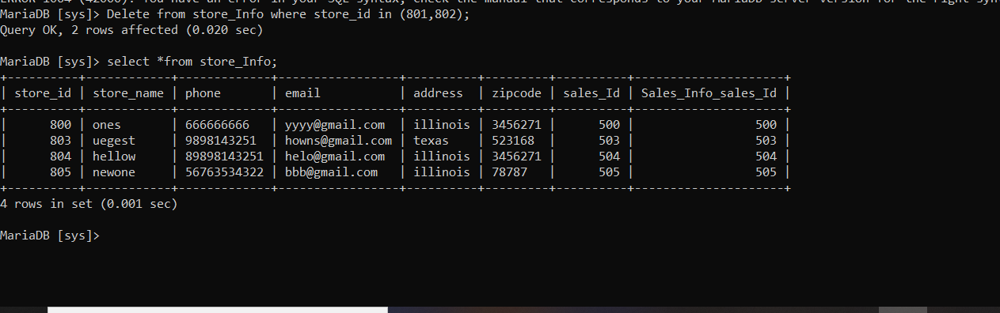 ERROR 1064 (42000): You have an error in your SQL syntax; check the manual that corresponds to your MariaDB server version for the right syn
MariaDB [sys]> Delete from store_Info where store_id in (801,802);
Query OK, 2 rows affected (0.020 sec)
MariaDB [sys]> select *from store_Info;
+----------+------------+-------------+-----------------+----------+---------+----------+---------------------+
| store_id | store_name | phone       | email           | address  | zipcode | sales_Id | Sales_Info_sales_Id |
+----------+------------+-------------+-----------------+----------+---------+----------+---------------------+
|      800 | ones       | 666666666   | yyyy@gmail.com  | illinois | 3456271 |      500 |                 500 |
|      803 | uegest     | 9898143251  | howns@gmail.com | texas    | 523168  |      503 |                 503 |
|      804 | hellow     | 89898143251 | helo@gmail.com  | illinois | 3456271 |      504 |                 504 |
|      805 | newone     | 56763534322 | bbb@gmail.com   | illinois | 78787   |      505 |                 505 |
+----------+------------+-------------+-----------------+----------+---------+----------+---------------------+
4 rows in set (0.001 sec)
MariaDB [sys]>